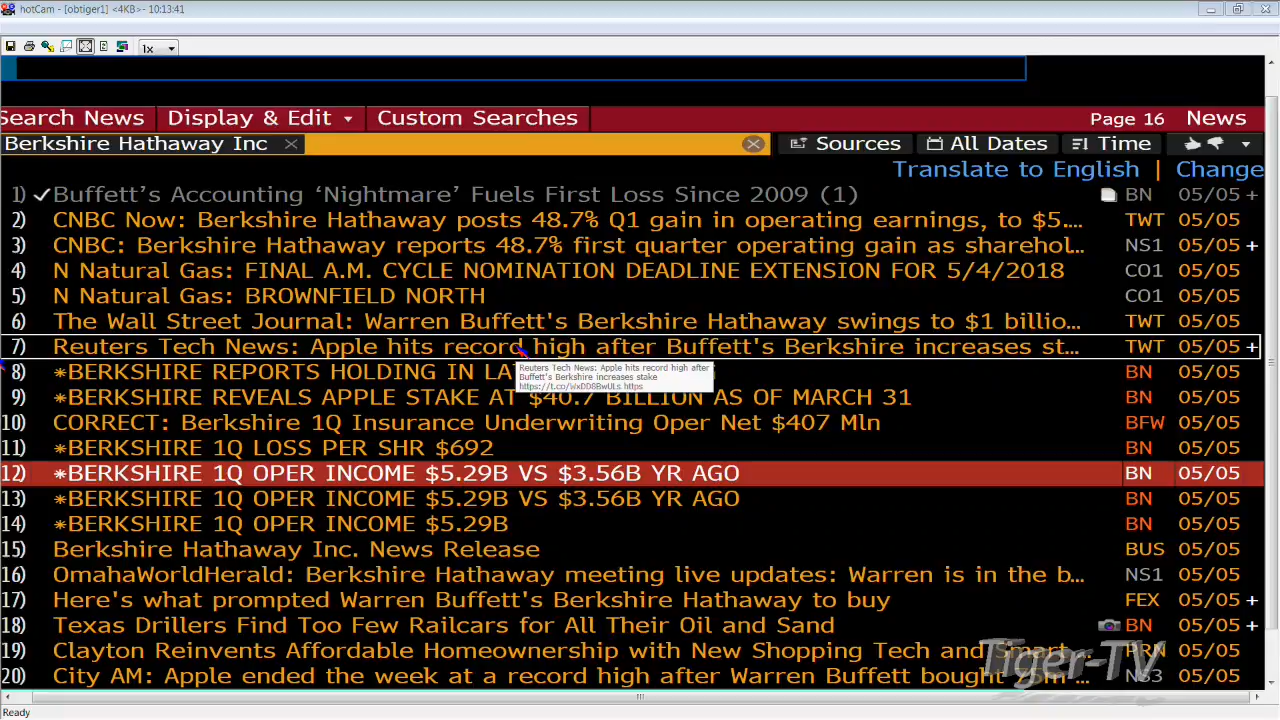 hotCam - [obtiger1] <4KB> - 10:13:41
1x
Search News Display & Edit Custom Searches Page 16 News
Berkshire Hathaway Inc Sources All Dates Time
Translate to English | Change
1) Buffett's Accounting ‘Nightmare’ Fuels First Loss Since 2009 (1) BN 05/05 +
2) CNBC Now: Berkshire Hathaway posts 48.7% Q1 gain in operating earnings, to $5.... TWT 05/05
3) CNBC: Berkshire Hathaway reports 48.7% first quarter operating gain as sharehol... NS1 05/05 +
4) N Natural Gas: FINAL A.M. CYCLE NOMINATION DEADLINE EXTENSION FOR 5/4/2018 CO1 05/05
5) N Natural Gas: BROWNFIELD NORTH CO1 05/05
6) The Wall Street Journal: Warren Buffett's Berkshire Hathaway swings to $1 billio... TWT 05/05
7) Reuters Tech News: Apple hits record high after Buffett's Berkshire increases st... TWT 05/05 +
Reuters Tech News: Apple hits record high after
Buffett's Berkshire increases stake
8) *BERKSHIRE REPORTS HOLDING IN BN 05/05
9) *BERKSHIRE REVEALS APPLE STAKE AT $40.7 BILLION AS OF MARCH 31 BN 05/05
10) CORRECT: Berkshire 1Q Insurance Underwriting Oper Net $407 Mln BFW 05/05
11) *BERKSHIRE 1Q LOSS PER SHR $692 BN 05/05
12) *BERKSHIRE 1Q OPER INCOME $5.29B VS $3.56B YR AGO BN 05/05
13) *BERKSHIRE 1Q OPER INCOME $5.29B VS $3.56B YR AGO BN 05/05
14) *BERKSHIRE 1Q OPER INCOME $5.29B BN 05/05
15) Berkshire Hathaway Inc. News Release BUS 05/05
16) OmahaWorldHerald: Berkshire Hathaway meeting live updates: Warren is in the b... NS1 05/05
17) Here's what prompted Warren Buffett's Berkshire Hathaway to buy FEX 05/05 +
18) Texas Drillers Find Too Few Railcars for All Their Oil and Sand BN 05/05 +
19) Clayton Reinvents Affordable Homeownership with New Shopping Tech and Smart... PRN 05/05
20) City AM: Apple ended the week at a record high after Warren Buffett bought 75m ... NS3 05/05
Tiger-TV
Ready